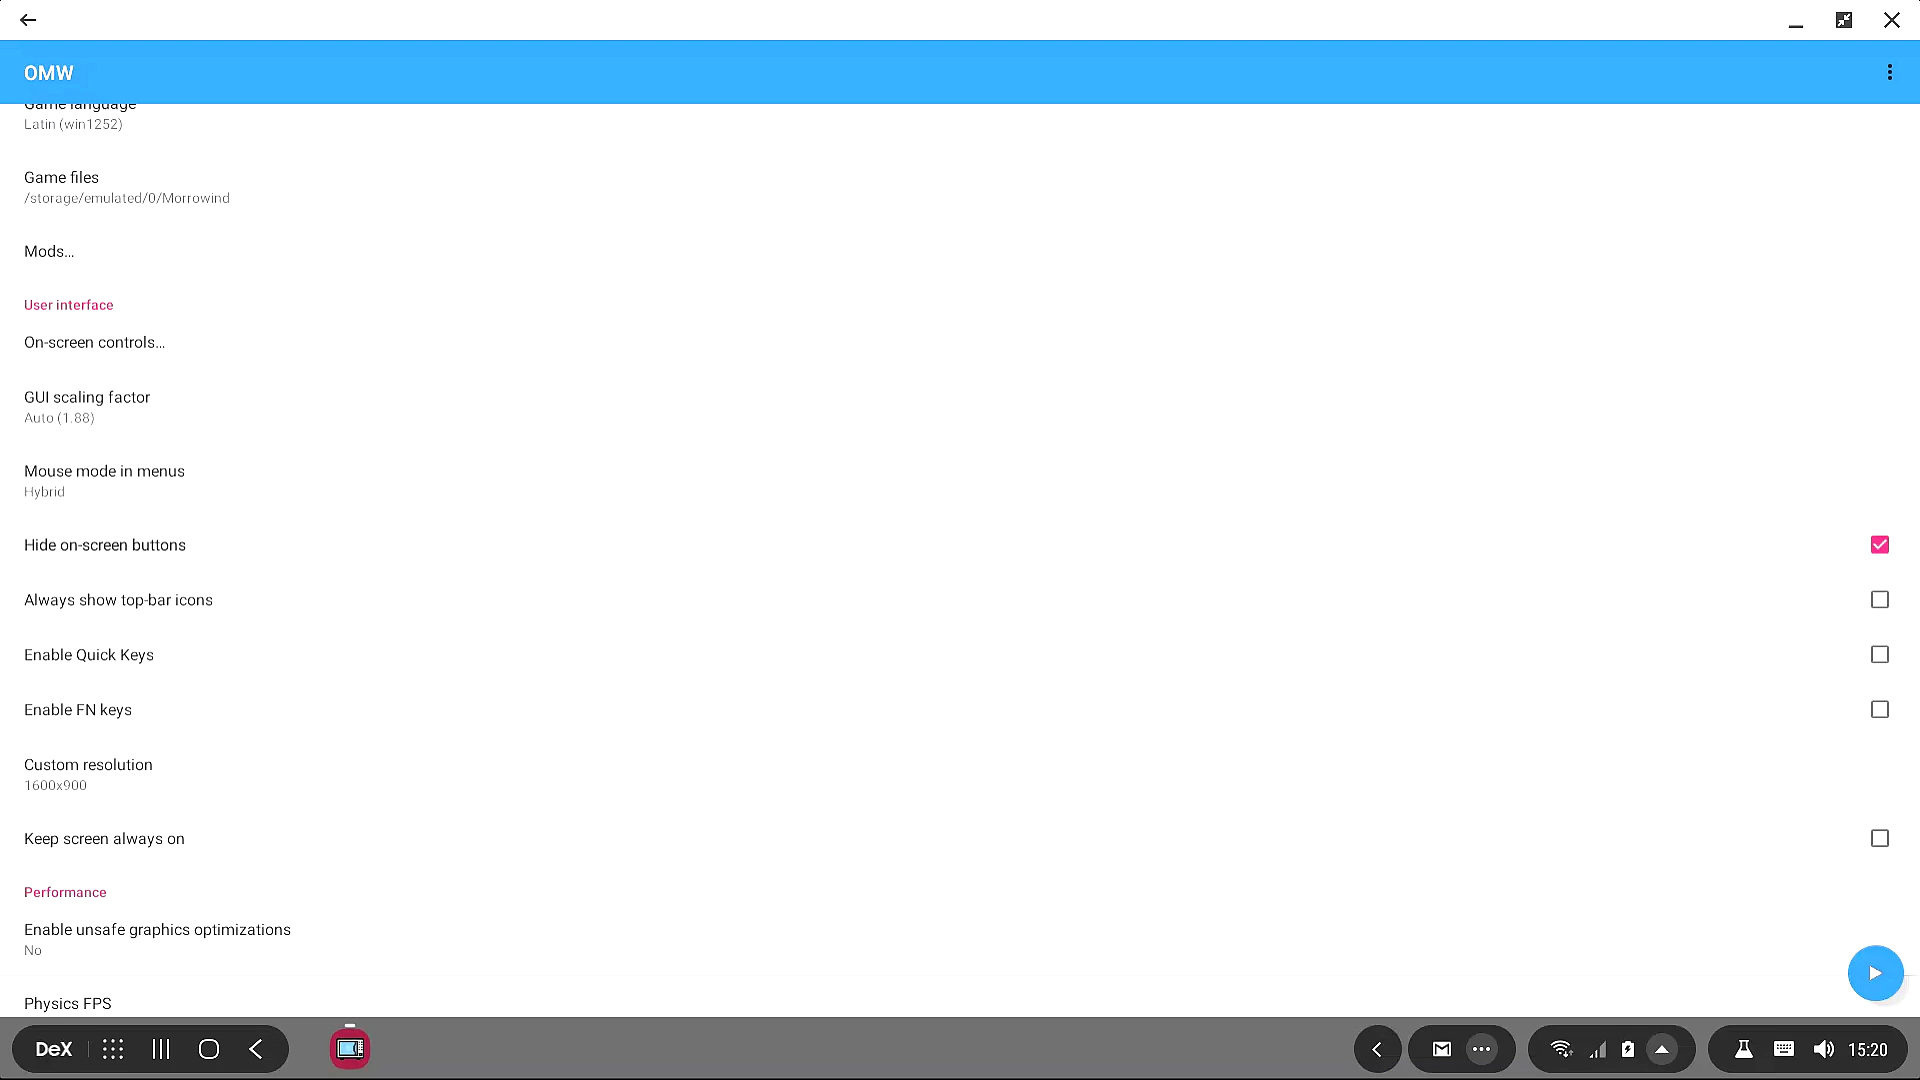 OMW
Game language
Latin (win1252)
Game files
/storage/emulated/0/Morrowind
Mods...
User interface
On-screen controls...
GUI scaling factor
Auto (1.88)
Mouse mode in menus
Hybrid
Hide on-screen buttons
Always show top-bar icons
Enable Quick Keys
Enable FN keys
Custom resolution
1600x900
Keep screen always on
Performance
Enable unsafe graphics optimizations
No
Physics FPS
DeX
15:20